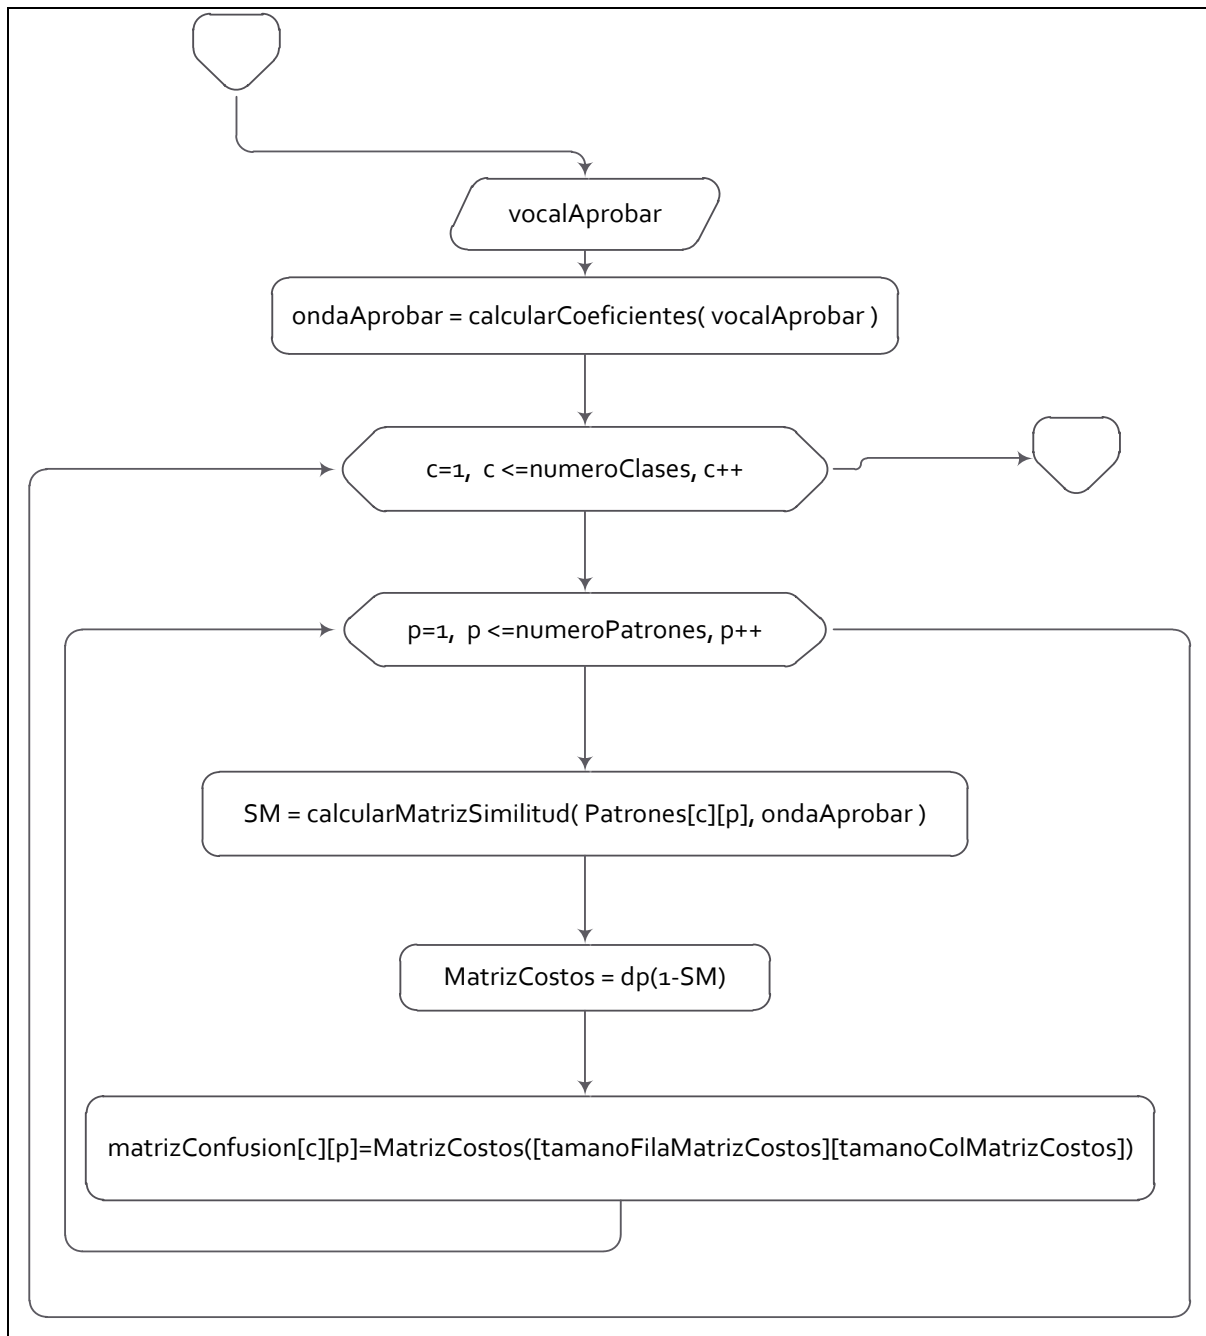 vocalAprobar
ondaAprobar = calcularCoeficientes( vocalAprobar )
c=1, c <=numeroClases, c++
p=1, p <=numeroPatrones, p++
SM = calcularMatrizSimilitud( Patrones[c][p], ondaAprobar )
MatrizCostos = dp(1-SM)
matrizConfusion[c][p]=MatrizCostos([tamanoFilaMatrizCostos][tamanoColMatrizCostos])